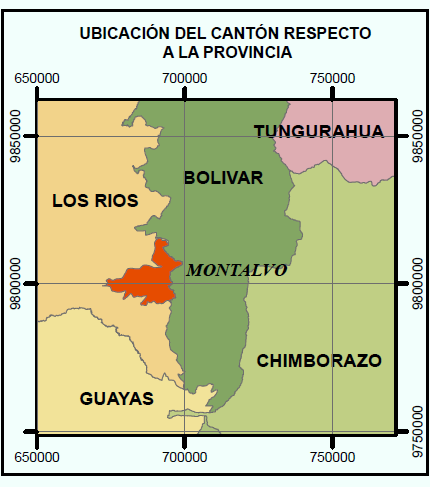 UBICACIÓN DEL CANTÓN RESPECTO
A LA PROVINCIA
650000 700000 750000
9850000 9850000
TUNGURAHUA
BOLIVAR
LOS RIOS
MONTALVO
9800000 9800000
CHIMBORAZO
GUAYAS
9750000 9750000
650000 700000 750000